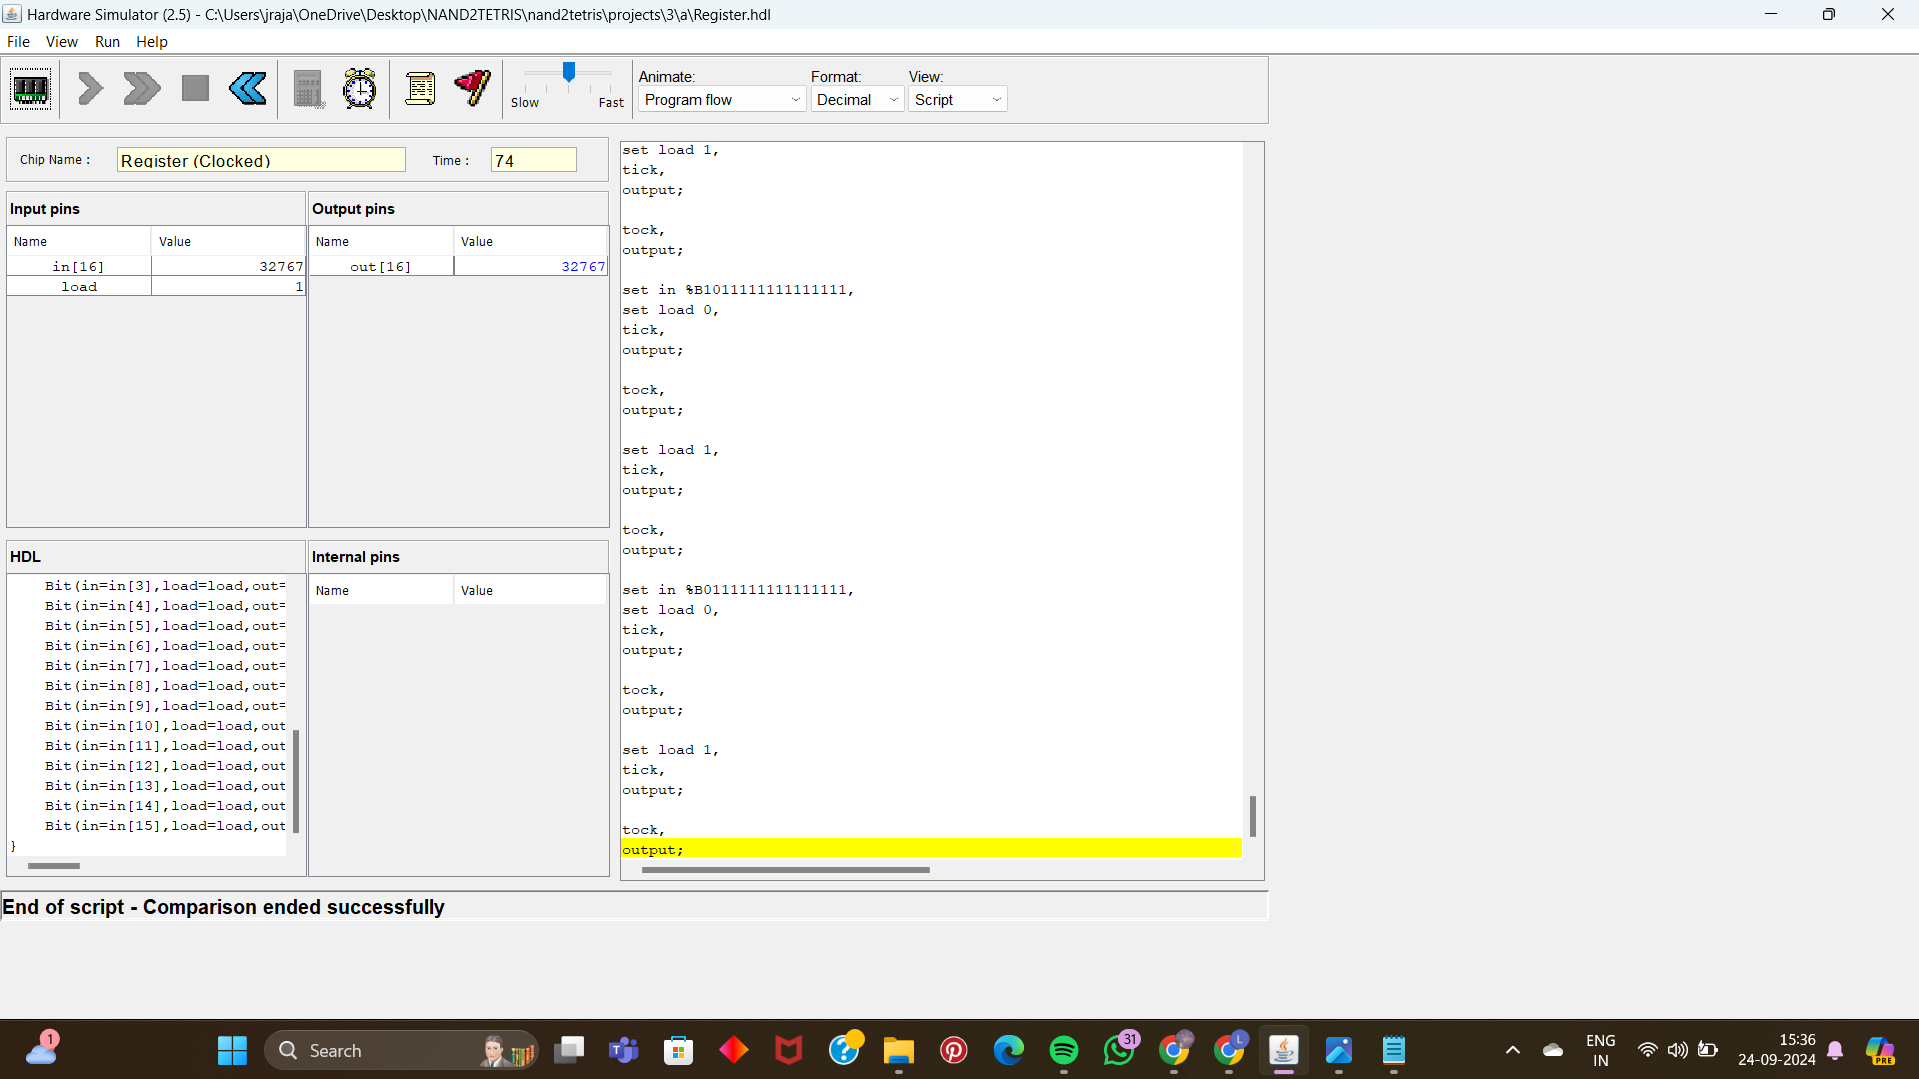 Hardware Simulator (2.5) - C:\Users\jraja\OneDrive\Desktop\NAND2TETRIS\nand2tetris\projects\3\a\Register.hdl
File View Run Help
Slow Fast
Animate: Format: View:
Program flow Decimal Script
Chip Name : Register (Clocked) Time : 74
Input pins
Name Value
in[16] 32767
load 1
Output pins
Name Value
out[16] 32767
HDL
Bit(in=in[3],load=load,out=
Bit(in=in[4],load=load,out=
Bit(in=in[5],load=load,out=
Bit(in=in[6],load=load,out=
Bit(in=in[7],load=load,out=
Bit(in=in[8],load=load,out=
Bit(in=in[9],load=load,out=
Bit(in=in[10],load=load,out
Bit(in=in[11],load=load,out
Bit(in=in[12],load=load,out
Bit(in=in[13],load=load,out
Bit(in=in[14],load=load,out
Bit(in=in[15],load=load,out
}
Internal pins
Name Value
set load 1,
tick,
output;
tock,
output;
set in %B1011111111111111,
set load 0,
tick,
output;
tock,
output;
set load 1,
tick,
output;
tock,
output;
set in %B0111111111111111,
set load 0,
tick,
output;
tock,
output;
set load 1,
tick,
output;
tock,
output;
End of script - Comparison ended successfully
1
Search
31
L
ENG
IN
15:36
24-09-2024
PRE